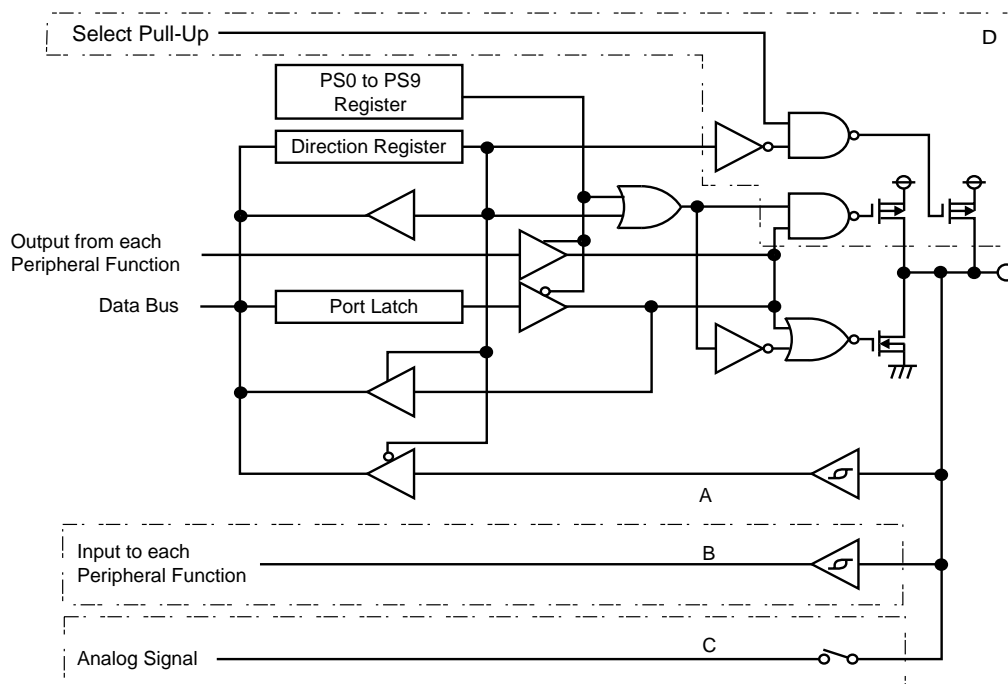 Select Pull-Up
D
PS0 to PS9
Register
Direction Register
Output from each
Peripheral Function
Data Bus
Port Latch
A
Input to each
Peripheral Function
B
Analog Signal
C